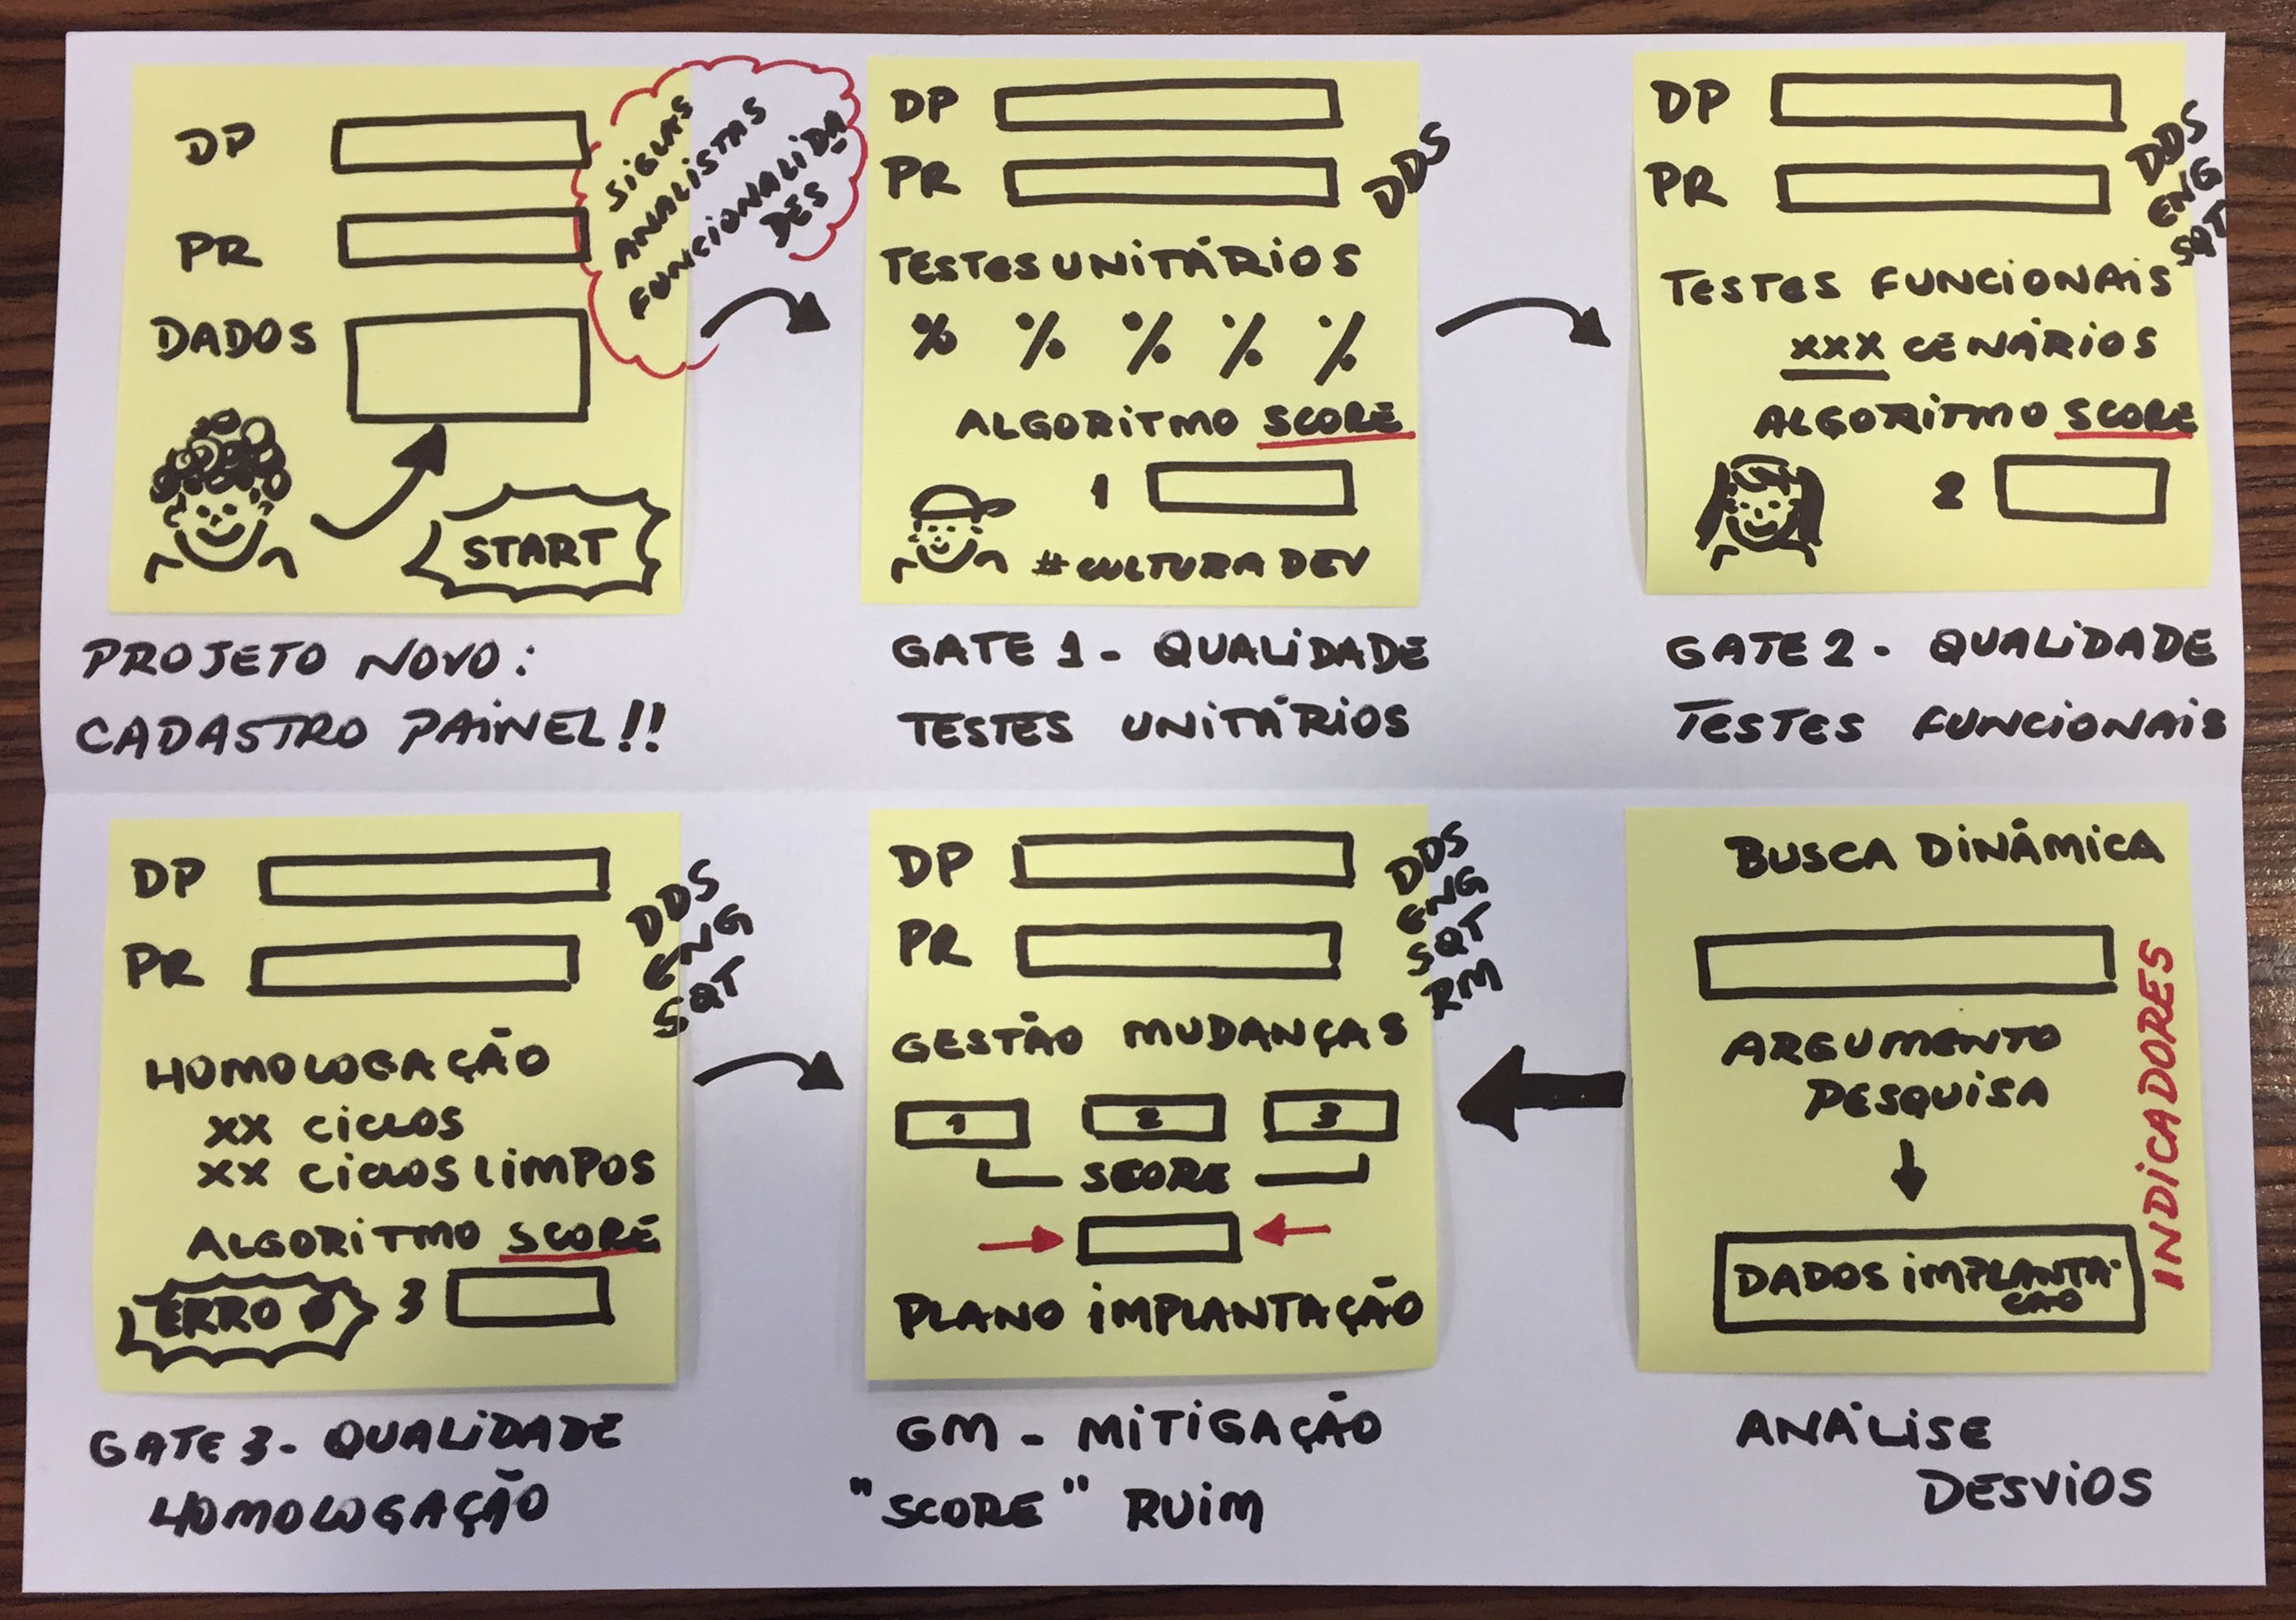 DP
PR
DADOS
SIGLAS
ANALISTAS
FUNCIONALIDA
DES
START
PROJETO NOVO:
CADASTRO PAINEL!!
DP
PR
DDS
TESTES UNITÁRIOS
% % % % %
ALGORITMO SCORE
1
#CULTURA DEV
GATE 1 - QUALIDADE
TESTES UNITÁRIOS
DP
PR
DDS
ENG
SQT
TESTES FUNCIONAIS
XXX CENÁRIOS
ALGORITMO SCORE
2
GATE 2 - QUALIDADE
TESTES FUNCIONAIS
DP
PR
DDS
ENG
SQT
HOMOLOGAÇÃO
XX CICLOS
XX CICLOS LIMPOS
ALGORITMO SCORE
ERRO Ø 3
GATE 3 - QUALIDADE
HOMOLOGAÇÃO
DP
PR
DDS
ENG
SQT
RM
GESTÃO MUDANÇAS
1 2 3
SCORE
PLANO IMPLANTAÇÃO
GM - MITIGAÇÃO
"SCORE" RUIM
BUSCA DINÂMICA
ARGUMENTO
PESQUISA
DADOS IMPLANTA-
ÇÃO
INDICADORES
ANÁLISE
DESVIOS